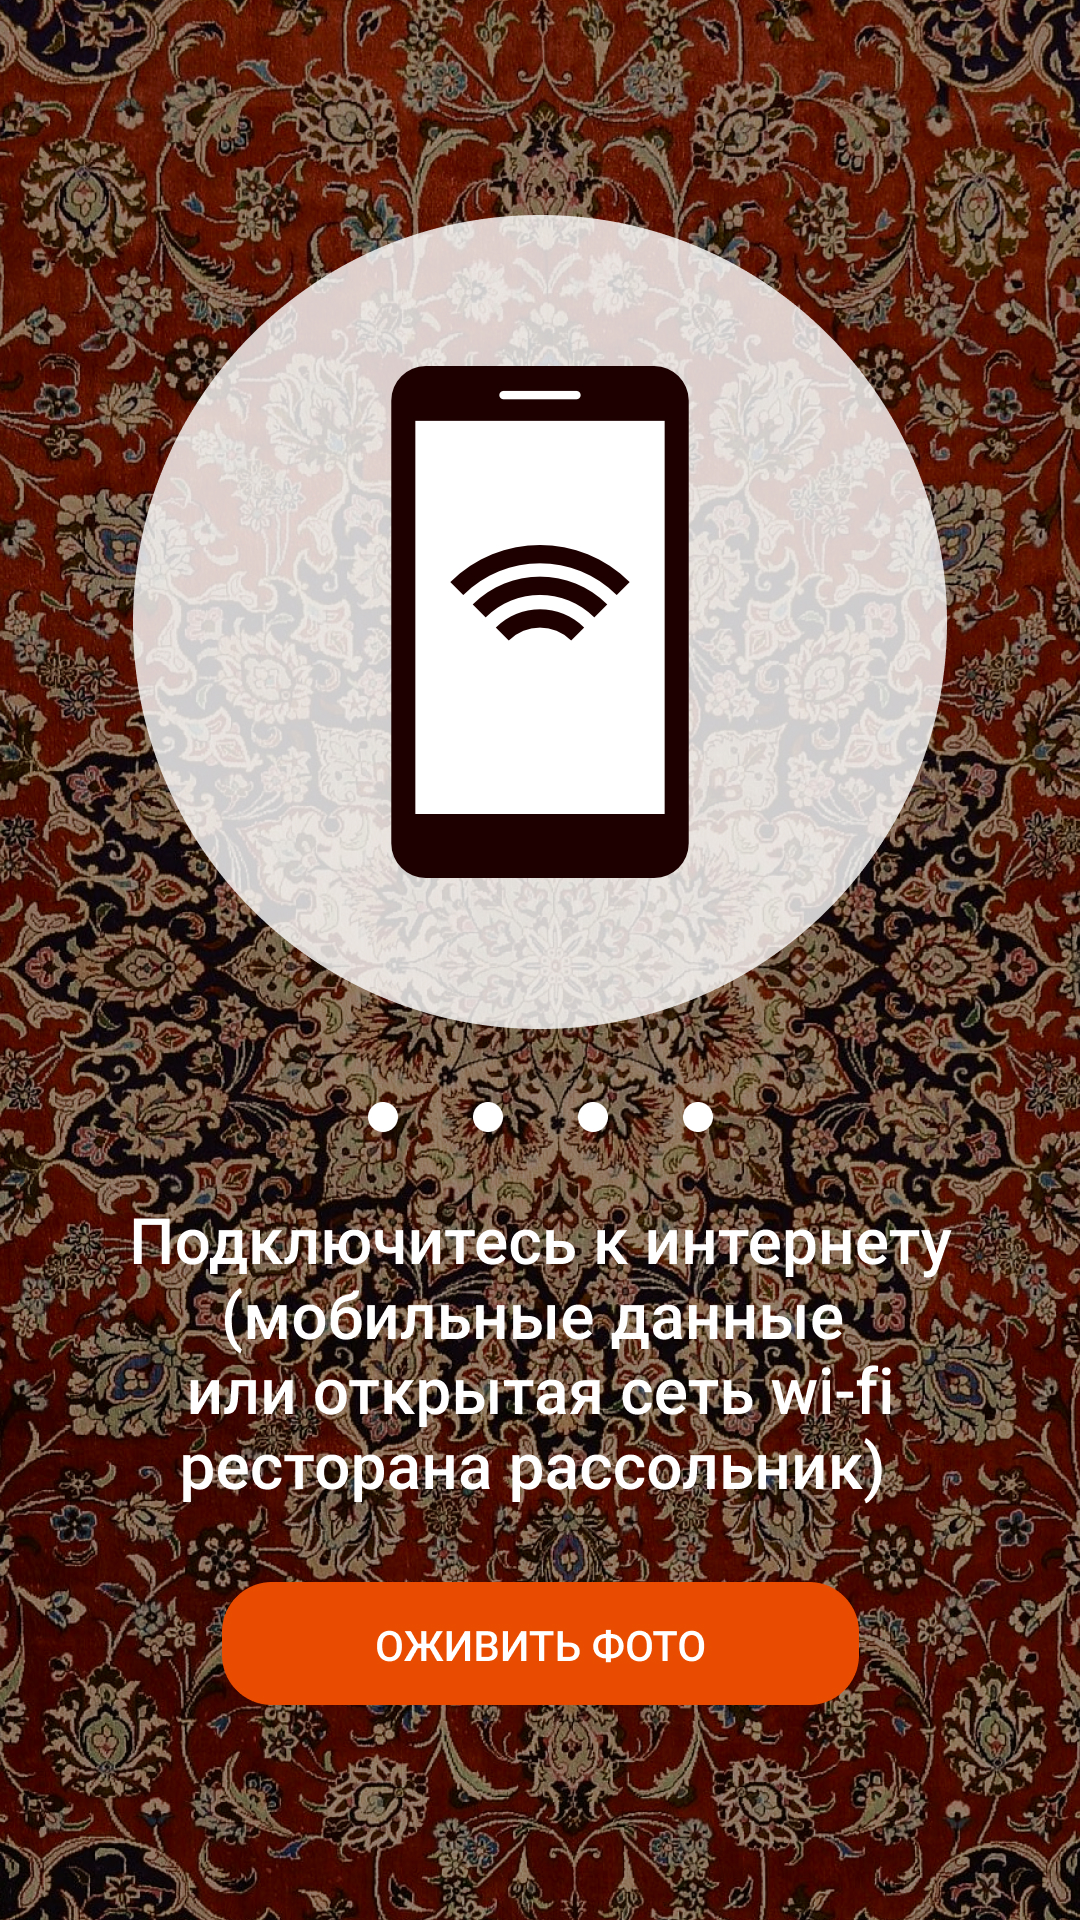 Подключитесь к интернету
(мобильные данные
или открытая сеть wi-fi
ресторана рассольник)
ОЖИВИТЬ ФОТО